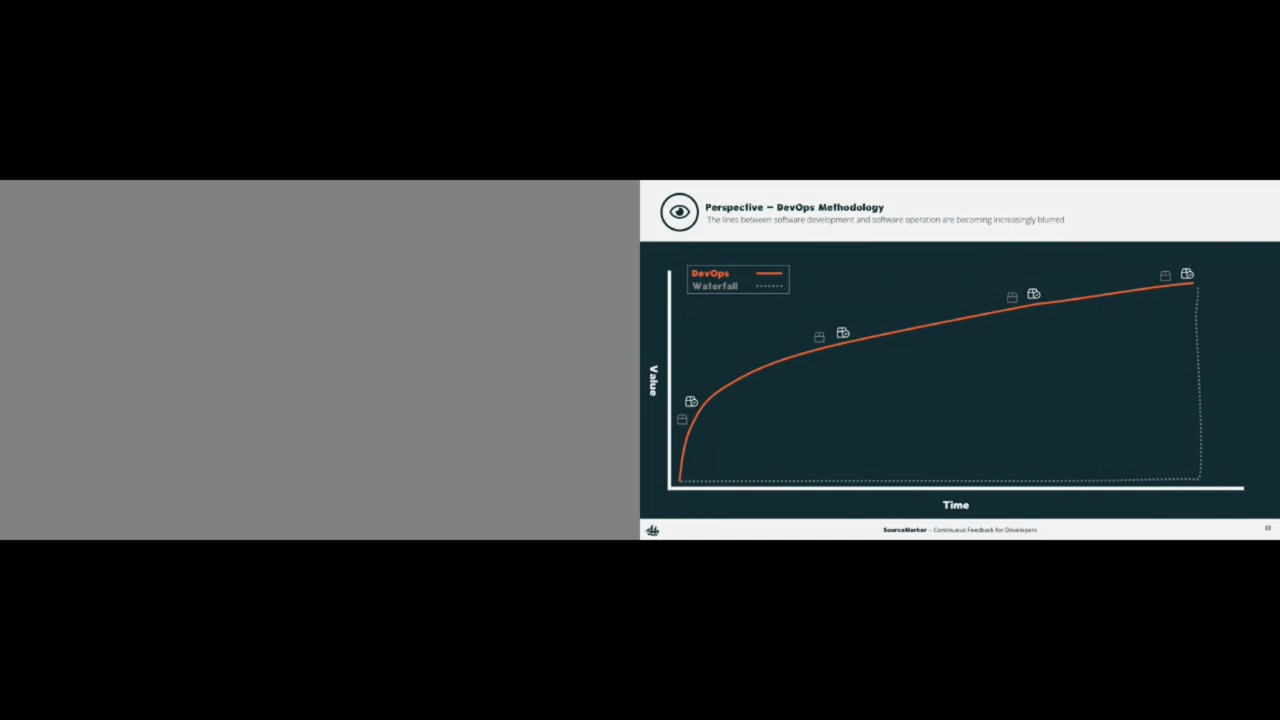 Perspective – DevOps Methodology
The lines between software development and software operation are becoming increasingly blurred
DevOps
Waterfall
Value
Time
SourceMarker - Continuous Feedback for Developers